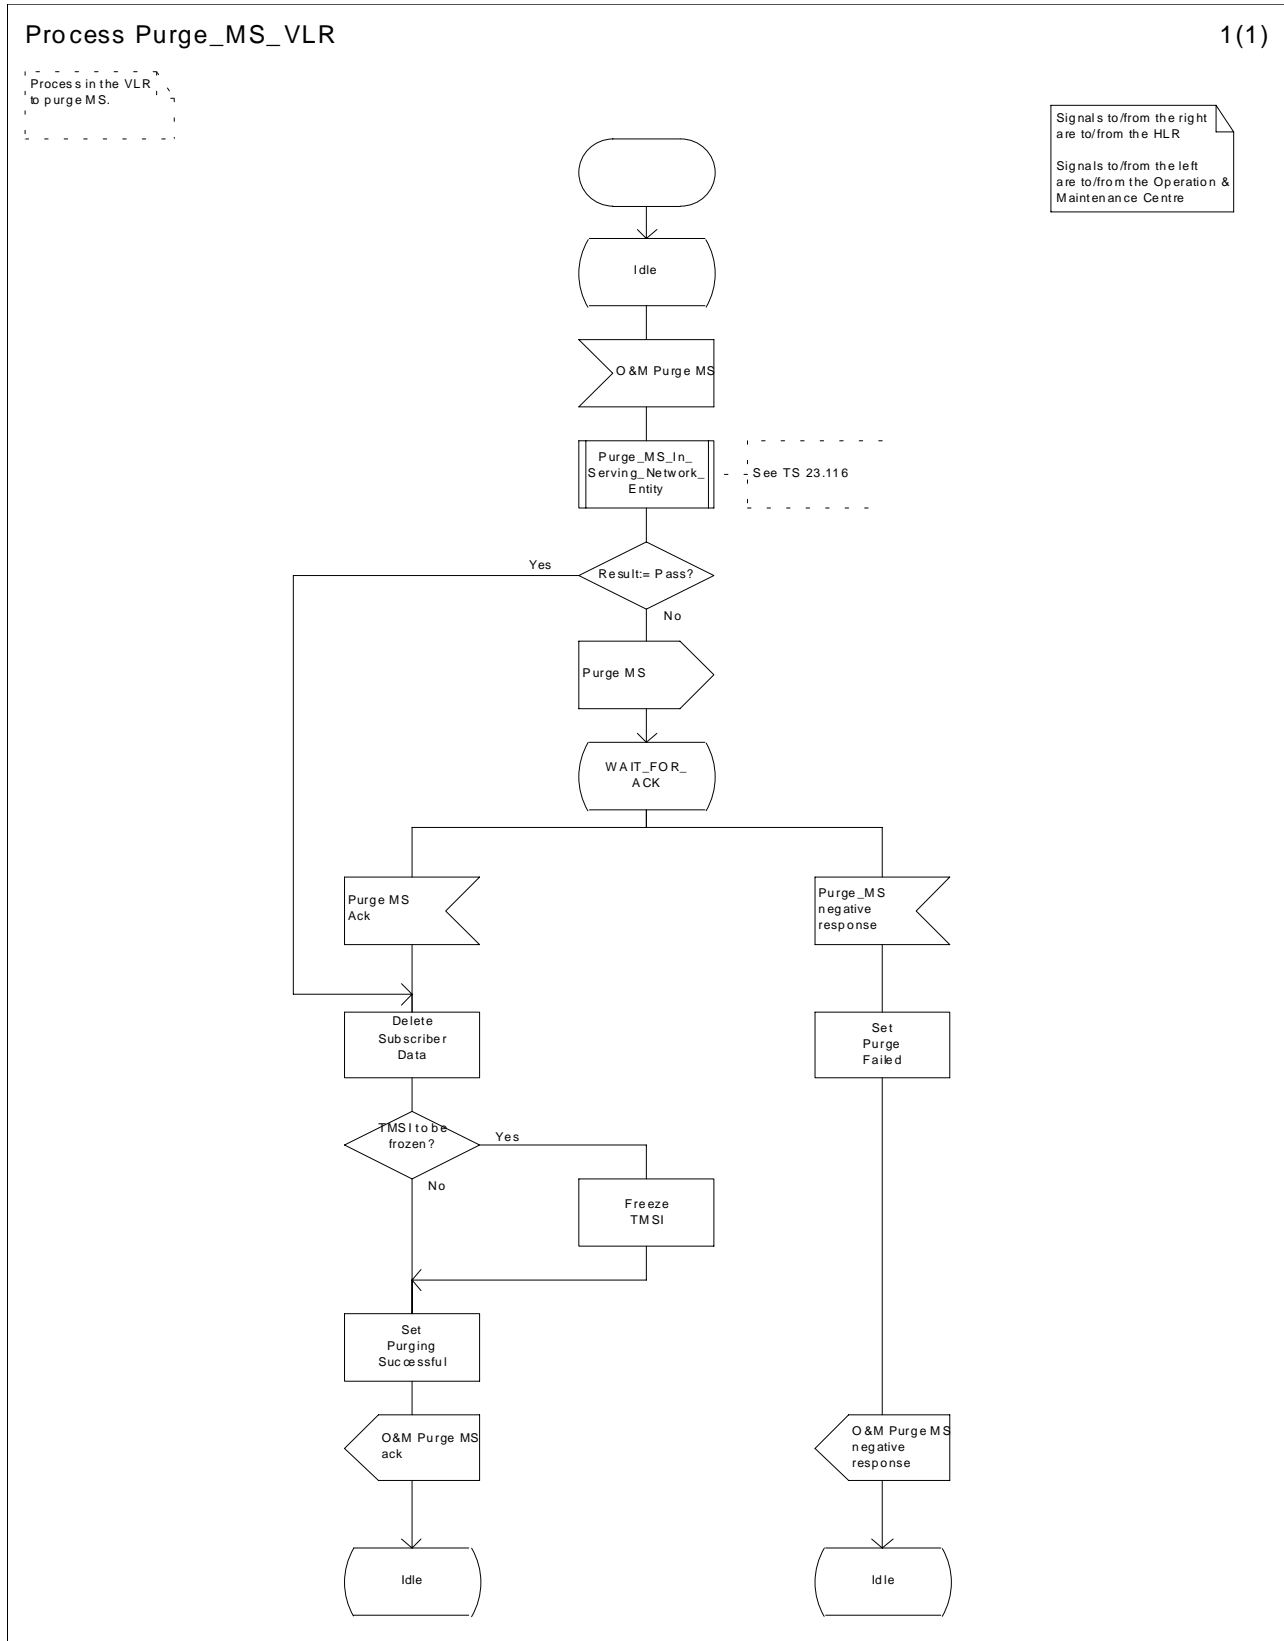 Process Purge_MS_VLR
1(1)
Process in the VLR
to purge MS.
Signals to/from the right
are to/from the HLR
Signals to/from the left
are to/from the Operation &
Maintenance Centre
Idle
O&M Purge MS
Purge_MS_In_
Serving_Network_
Entity
See TS 23.116
Result:= Pass?
Yes
No
Purge MS
WAIT_FOR_
ACK
Purge MS
Ack
Purge_MS
negative
response
Delete
Subscriber
Data
Set
Purge
Failed
TMSI to be
frozen?
Yes
No
Freeze
TMSI
Set
Purging
Successful
O&M Purge MS
ack
O&M Purge MS
negative
response
Idle
Idle